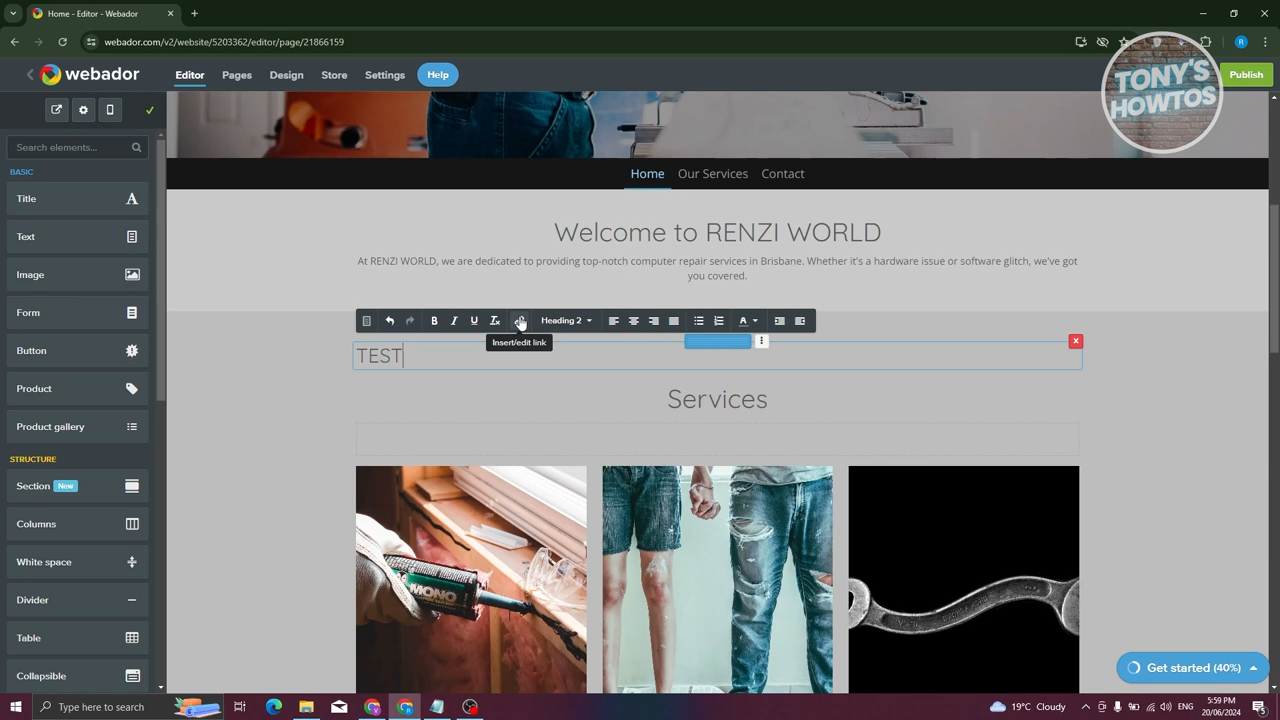 Home - Editor - Webador
webador.com/v2/website/5203362/editor/page/21866159
R
webador
Editor
Pages
Design
Store
Settings
Help
Publish
TONY'S
HOWTOS
Search elements...
BASIC
Title
A
Text
Image
Form
Button
Product
Product gallery
STRUCTURE
Section New
Columns
White space
Divider
Table
Collapsible
Home Our Services Contact
Welcome to RENZI WORLD
At RENZI WORLD, we are dedicated to providing top-notch computer repair services in Brisbane. Whether it's a hardware issue or software glitch, we've got
you covered.
B I U Tx Heading 2 A
Insert/edit link
TEST
Services
MONO
Get started (40%)
Type here to search
19°C Cloudy
ENG
5:59 PM
20/06/2024
5